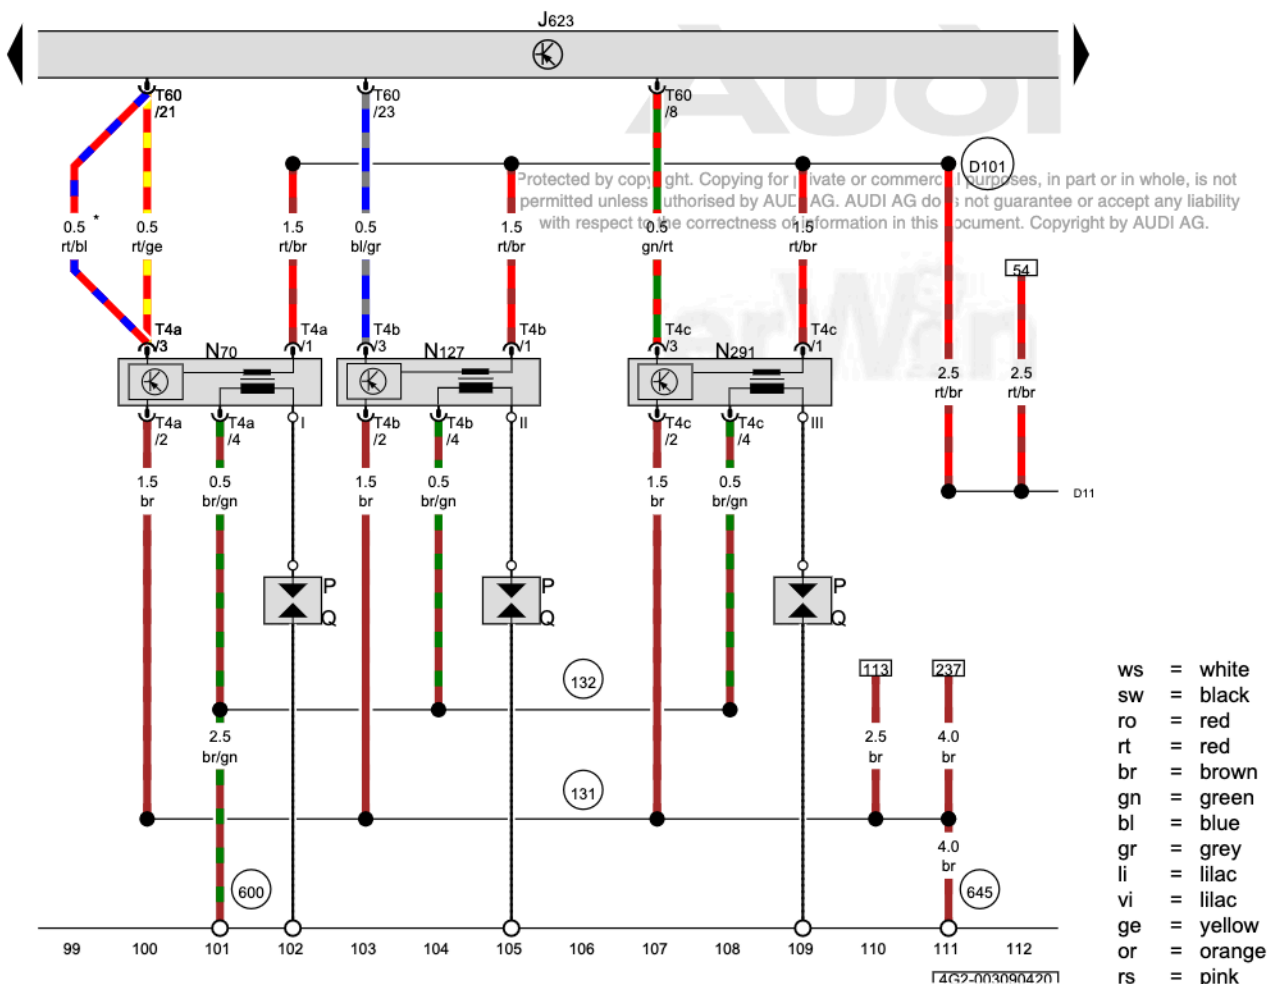 J623
Audi
T60
/21
T60
/23
T60
/8
D101
Protected by copyright. Copying for private or commercial purposes, in part or in whole, is not
permitted unless authorised by AUDI AG. AUDI AG does not guarantee or accept any liability
with respect to the correctness of information in this document. Copyright by AUDI AG.
0.5 *
rt/bl
0.5
rt/ge
1.5
rt/br
0.5
bl/gr
1.5
rt/br
0.5
gn/rt
1.5
rt/br
54
erWin
T4a
/3
T4a
/1
T4b
/3
T4b
/1
T4c
/3
T4c
/1
N70
N127
N291
2.5
rt/br
2.5
rt/br
T4a
/2
T4a
/4
I
T4b
/2
T4b
/4
II
T4c
/2
T4c
/4
III
1.5
br
0.5
br/gn
1.5
br
0.5
br/gn
1.5
br
0.5
br/gn
D11
P
Q
P
Q
P
Q
132
113
237
2.5
br/gn
2.5
br
4.0
br
131
4.0
br
600
645
99 100 101 102 103 104 105 106 107 108 109 110 111 112
4G2-003090420
ws = white
sw = black
ro = red
rt = red
br = brown
gn = green
bl = blue
gr = grey
li = lilac
vi = lilac
ge = yellow
or = orange
rs = pink